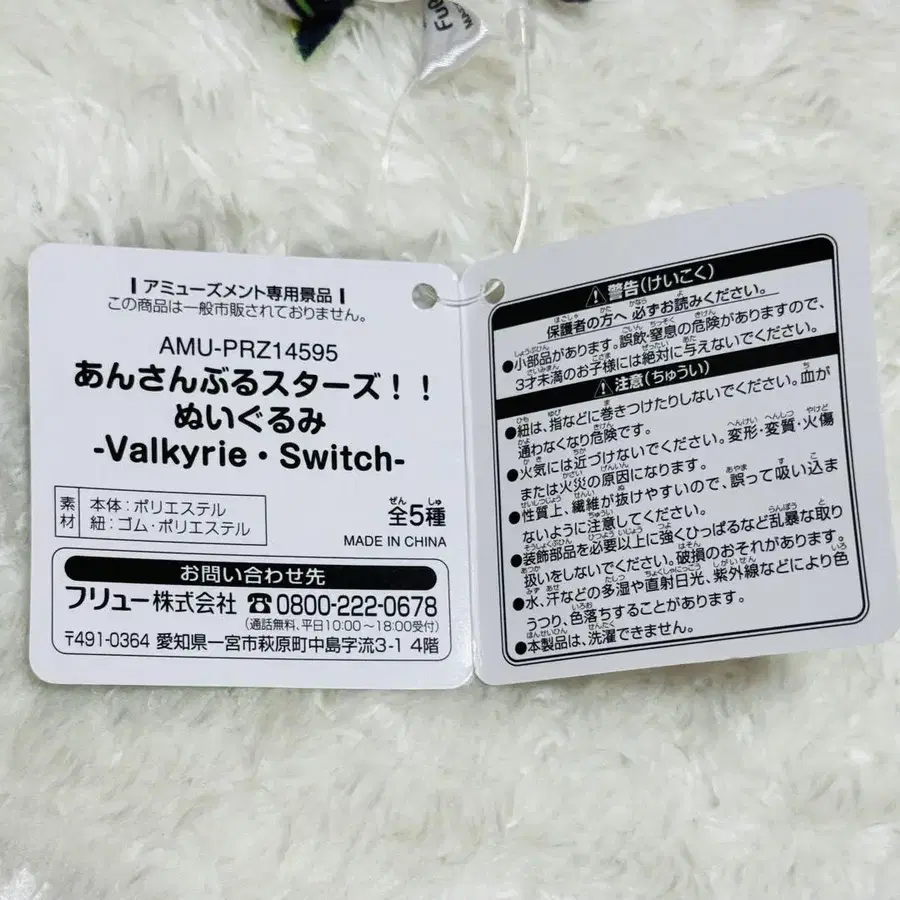 FuR
MA
アミューズメント専用景品
この商品は一般市販されておりません。
AMU-PRZ14595
あんさんぶるスターズ！！
ぬいぐるみ
-Valkyrie・Switch-
素材
本体：ポリエステル
紐：ゴム・ポリエステル
全5種
ぜん しゅ
MADE IN CHINA
お問い合わせ先
フリュー株式会社 ☎0800-222-0678
(通話無料、平日10:00～18:00受付)
〒491-0364 愛知県一宮市萩原町中島字流3-1 4階
⚠警告(けいこく)
保護者の方へ 必ずお読みください。
●小部品があります。誤飲・窒息の危険がありますので、
3才未満のお子様には絶対に与えないでください。
⚠注意(ちゅうい)
●紐は、指などに巻きつけたりしないでください。血が
通わなくなり危険です。
●火気には近づけないでください。変形・変質・火傷
または火災の原因になります。
●性質上、繊維が抜けやすいので、誤って吸い込ま
ないように注意してください。
●装飾部品を必要以上に強くひっぱるなど乱暴な取り
扱いをしないでください。破損のおそれがあります。
●水、汗などの多湿や直射日光、紫外線などにより色
うつり、色落ちすることがあります。
●本製品は、洗濯できません。